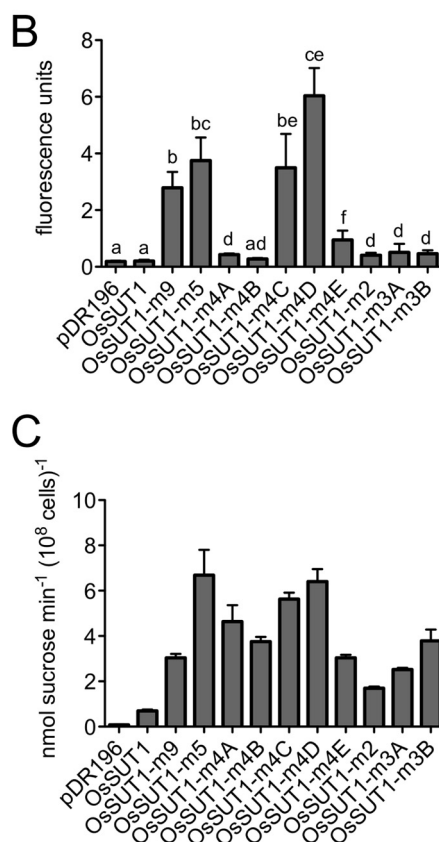 B
fluorescence units
8
6
4
2
0
a
a
b
bc
d
ad
be
ce
f
d
d
d
pDR196
OsSUT1
OsSUT1-m9
OsSUT1-m5
OsSUT1-m4A
OsSUT1-m4B
OsSUT1-m4C
OsSUT1-m4D
OsSUT1-m4E
OsSUT1-m2
OsSUT1-m3A
OsSUT1-m3B
C
nmol sucrose min⁻¹ (10⁸ cells)⁻¹
10
8
6
4
2
0
pDR196
OsSUT1
OsSUT1-m9
OsSUT1-m5
OsSUT1-m4A
OsSUT1-m4B
OsSUT1-m4C
OsSUT1-m4D
OsSUT1-m4E
OsSUT1-m2
OsSUT1-m3A
OsSUT1-m3B